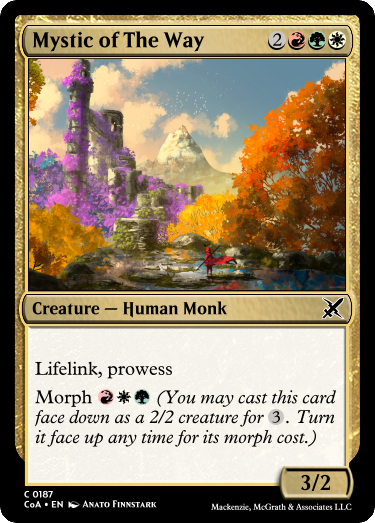 Mystic of The Way 2
Creature — Human Monk
Lifelink, prowess
Morph (You may cast this card
face down as a 2/2 creature for 3. Turn
it face up any time for its morph cost.)
3/2
C 0187
CoA • EN Anato Finnstark
Mackenzie, McGrath & Associates LLC